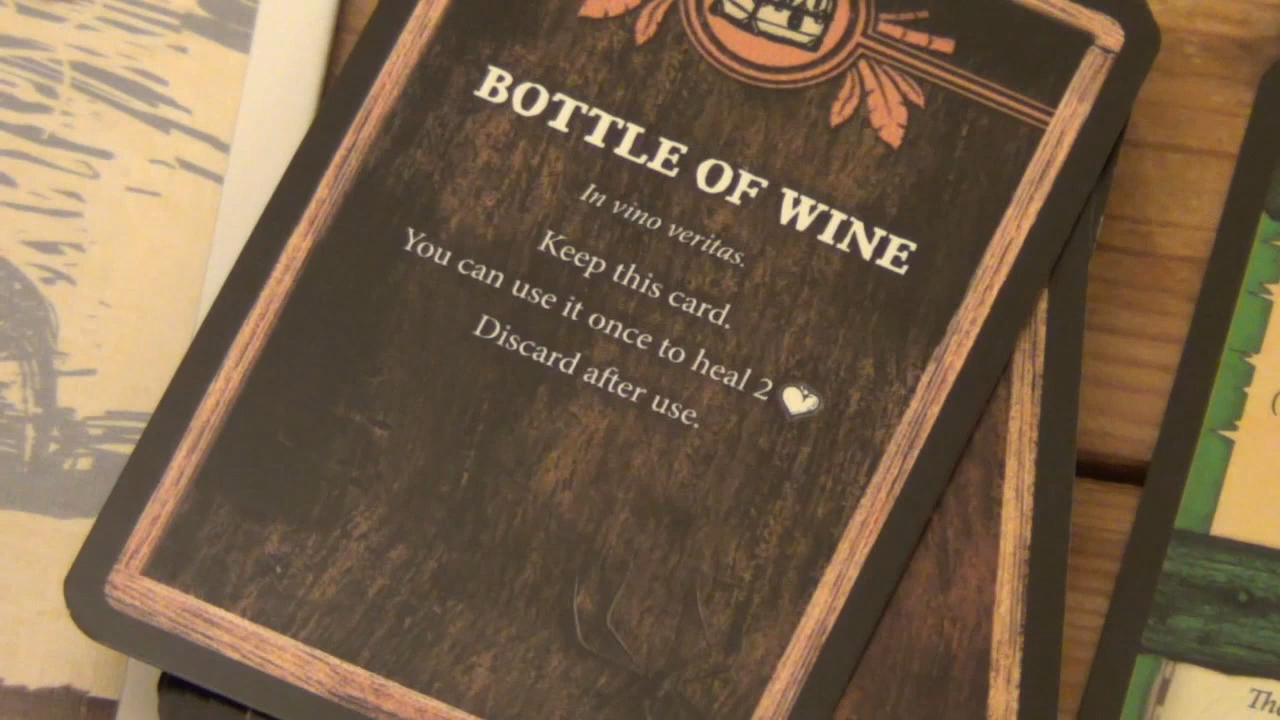 BOTTLE OF WINE
In vino veritas.
Keep this card.
You can use it once to heal 2
Discard after use.